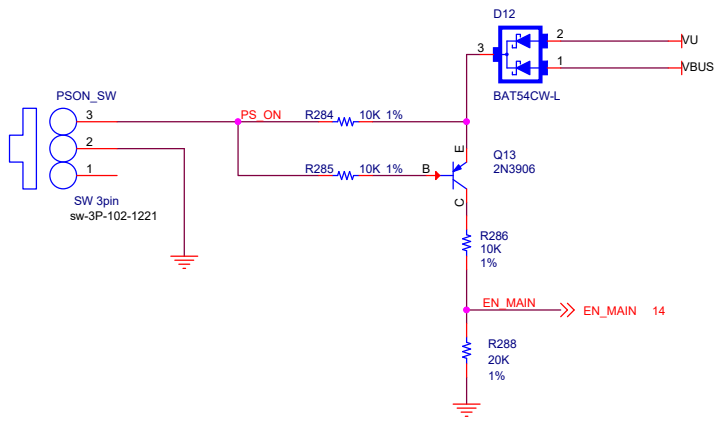 D12
2
VU
3
1
VBUS
BAT54CW-L
PSON_SW
3
PS_ON
R284
10K 1%
2
1
R285
10K 1%
B
E
Q13
2N3906
C
SW 3pin
sw-3P-102-1221
R286
10K
1%
EN_MAIN
EN_MAIN 14
R288
20K
1%